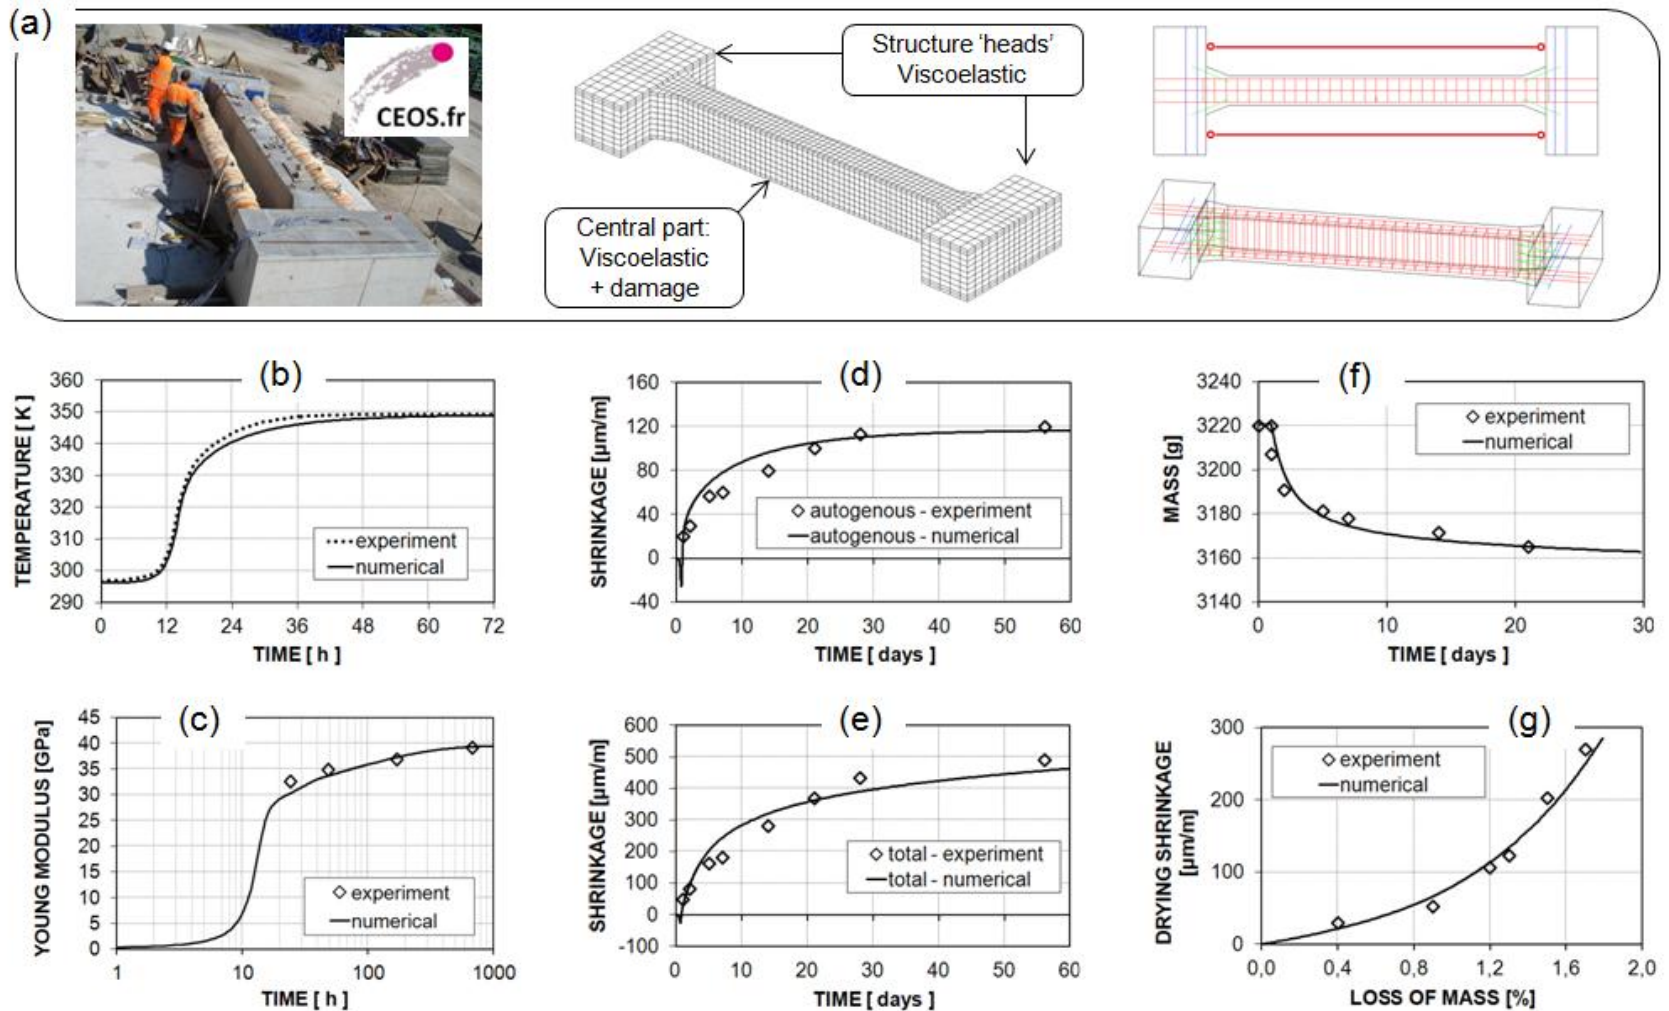 (a)
CEOS.fr
Structure ‘heads’
Viscoelastic
Central part:
Viscoelastic
+ damage
(b)
TEMPERATURE [ K ]
360
350
340
330
320
310
300
290
experiment
numerical
0 12 24 36 48 60 72
TIME [ h ]
(d)
SHRINKAGE [µm/m]
160
120
80
40
0
-40
autogenous - experiment
autogenous - numerical
0 10 20 30 40 50 60
TIME [ days ]
(f)
MASS [g]
3240
3220
3200
3180
3160
3140
experiment
numerical
0 10 20 30
TIME [ days ]
(c)
YOUNG MODULUS [GPa]
45
40
35
30
25
20
15
10
5
0
experiment
numerical
1 10 100 1000
TIME [ h ]
(e)
SHRINKAGE [µm/m]
600
500
400
300
200
100
0
-100
total - experiment
total - numerical
0 10 20 30 40 50 60
TIME [ days ]
(g)
DRYING SHRINKAGE
[µm/m]
300
200
100
0
experiment
numerical
0,0 0,4 0,8 1,2 1,6 2,0
LOSS OF MASS [%]